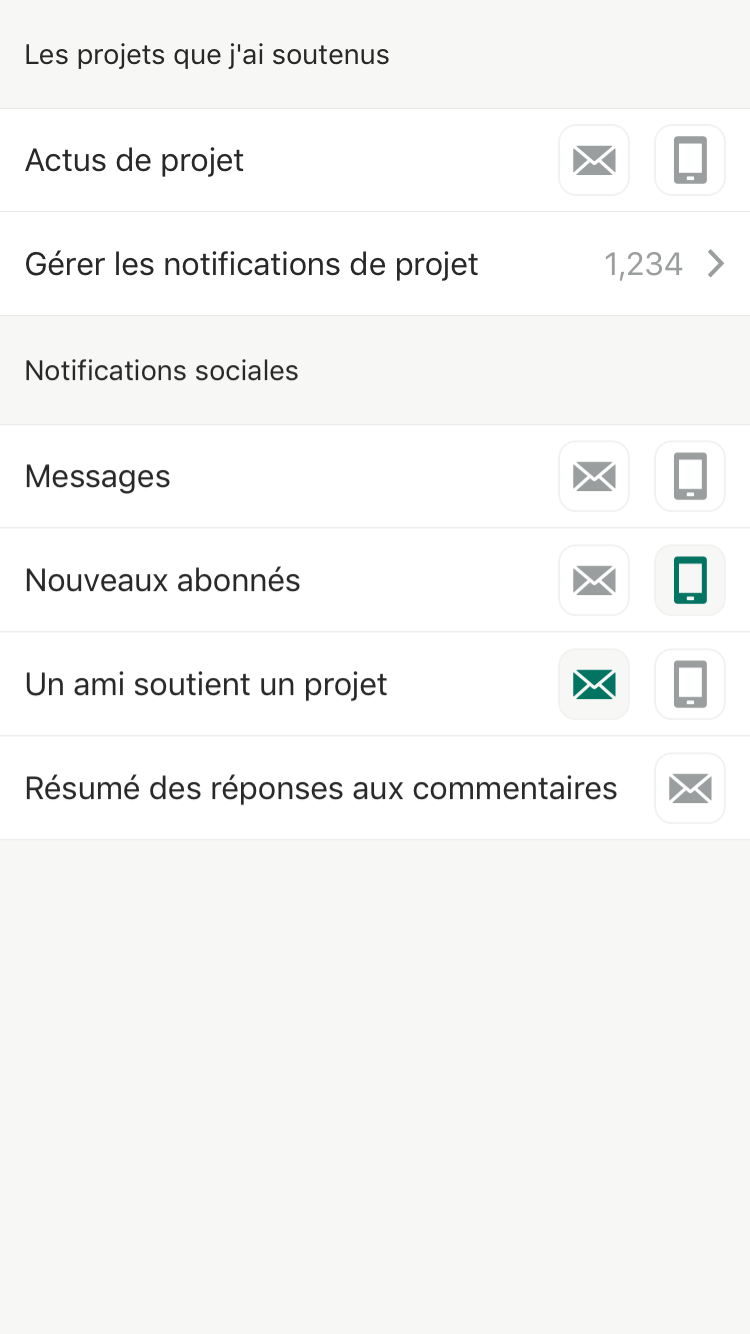 Les projets que j'ai soutenus
Actus de projet
Gérer les notifications de projet 1,234
Notifications sociales
Messages
Nouveaux abonnés
Un ami soutient un projet
Résumé des réponses aux commentaires